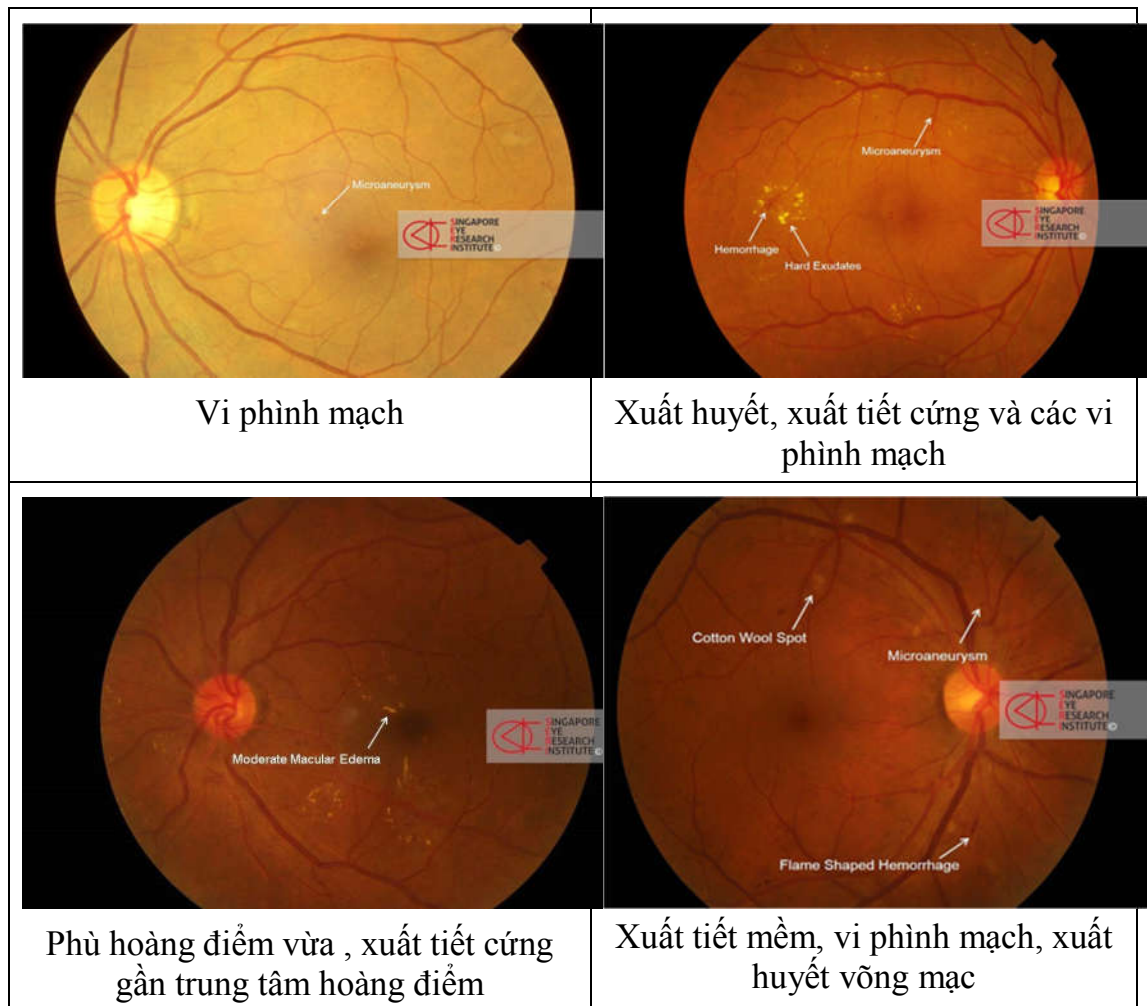 Microaneurysm
SINGAPORE
EYE
RESEARCH
INSTITUTE©
Vi phình mạch
Microaneurysm
Hemorrhage
Hard Exudates
SINGAPORE
EYE
RESEARCH
INSTITUTE©
Xuất huyết, xuất tiết cứng và các vi
phình mạch
Moderate Macular Edema
SINGAPORE
EYE
RESEARCH
INSTITUTE©
Phù hoàng điểm vừa , xuất tiết cứng
gần trung tâm hoàng điểm
Cotton Wool Spot
Microaneurysm
SINGAPORE
EYE
RESEARCH
INSTITUTE©
Flame Shaped Hemorrhage
Xuất tiết mềm, vi phình mạch, xuất
huyết võng mạc